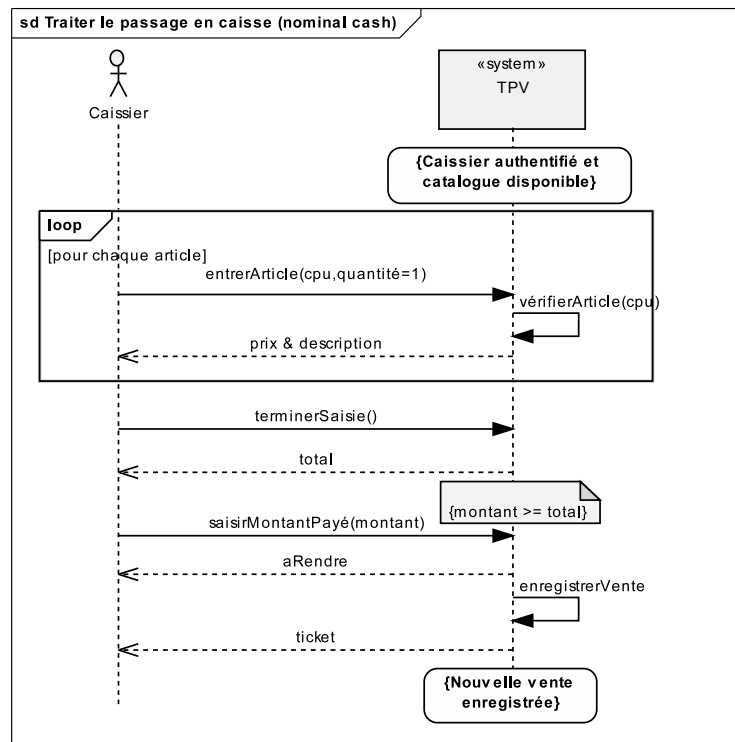 sd Traiter le passage en caisse (nominal cash)
«system»
TPV
Caissier
{Caissier authentifié et
catalogue disponible}
loop
[pour chaque article]
entrerArticle(cpu,quantité=1)
vérifierArticle(cpu)
prix & description
terminerSaisie()
total
{montant >= total}
saisirMontantPayé(montant)
aRendre
enregistrerVente
ticket
{Nouvelle vente
enregistrée}